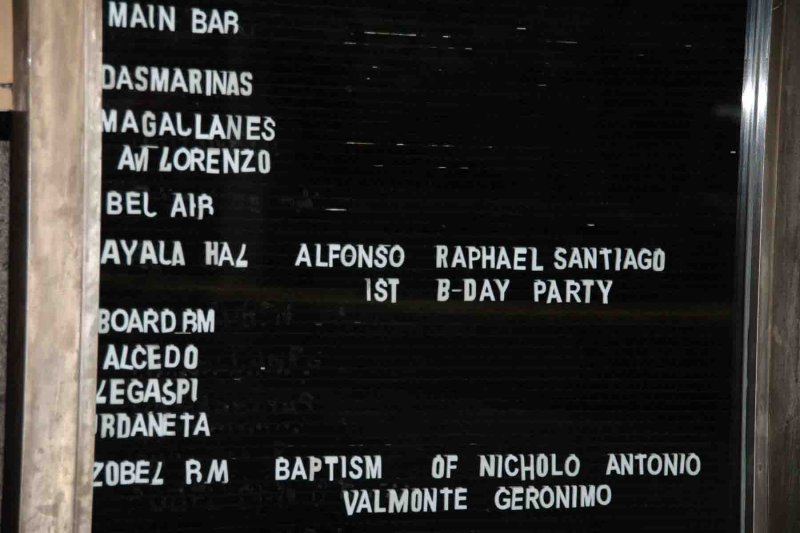 MAIN BAR
DASMARINAS
MAGALLANES
LORENZO
BEL AIR
AYALA HAL ALFONSO RAPHAEL SANTIAGO
1ST B-DAY PARTY
BOARD RM
ALCEDO
LEGASPI
RDANETA
ZOBEL RM BAPTISM OF NICHOLO ANTONIO
VALMONTE GERONIMO